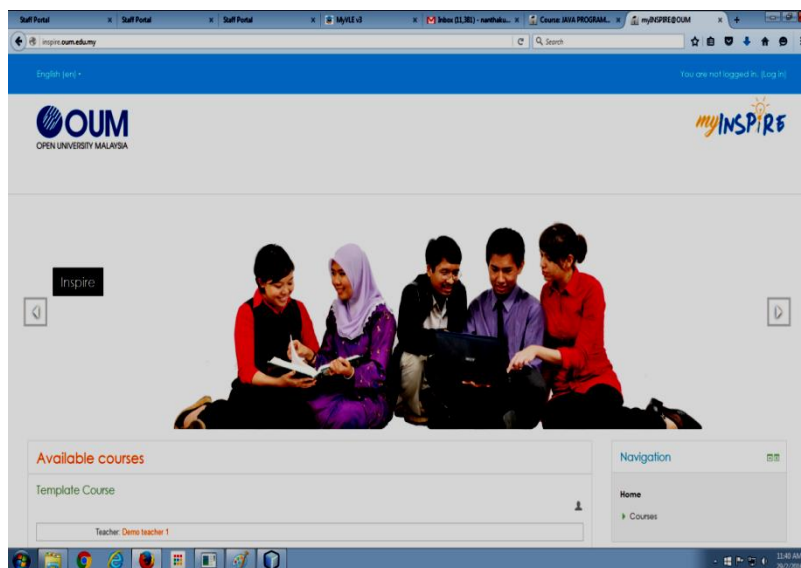 Staff Portal
Staff Portal
Staff Portal
MyVLE v3
Inbox (11,381) - nanthaku...
Course: JAVA PROGRAM...
myINSPIRE@OUM
inspire.oum.edu.my
Search
English (en)
You are not logged in. (Log in)
OUM
OPEN UNIVERSITY MALAYSIA
myINSPIRE
Inspire
Available courses
Navigation
Template Course
Home
Courses
Teacher: Demo teacher 1
11:40 AM